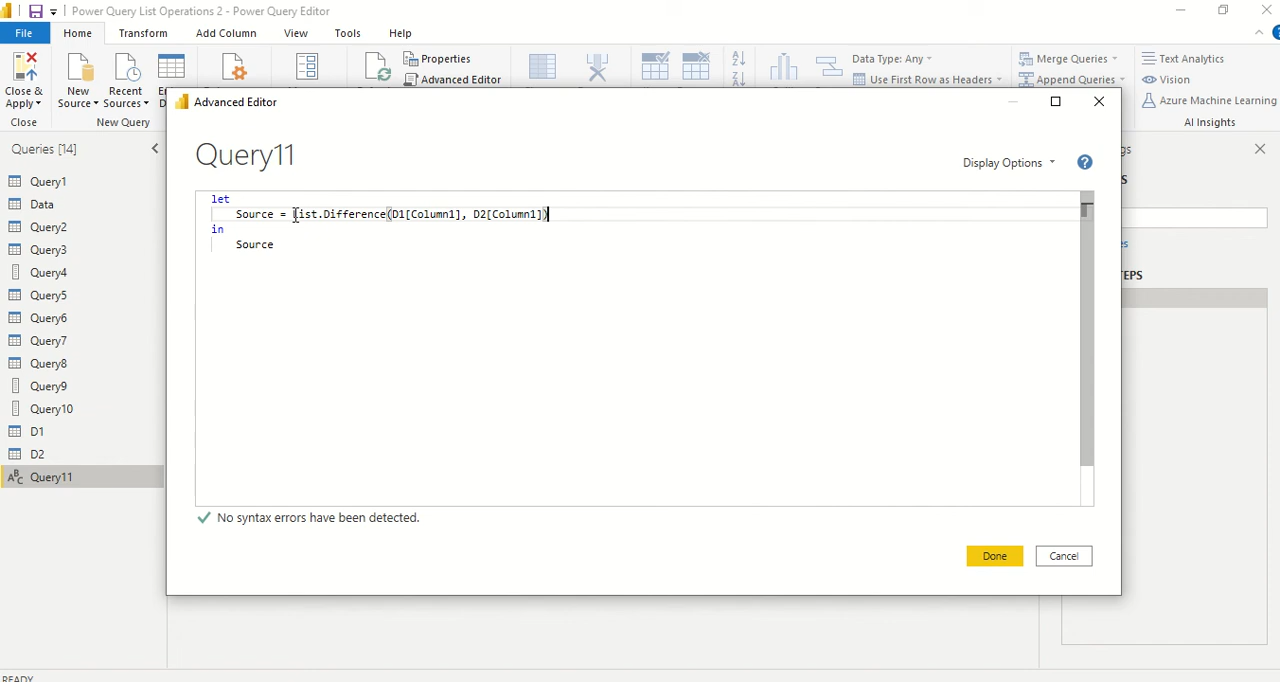 Power Query List Operations 2 - Power Query Editor
File Home Transform Add Column View Tools Help
Close & Apply
New Source
Recent Sources
Properties
Advanced Editor
Data Type: Any
Use First Row as Headers
Merge Queries
Append Queries
Text Analytics
Vision
Azure Machine Learning
Close
New Query
AI Insights
Queries [14]
Query1
Data
Query2
Query3
Query4
Query5
Query6
Query7
Query8
Query9
Query10
D1
D2
ABC Query11
Advanced Editor
Query11
Display Options
let
Source = List.Difference(D1[Column1], D2[Column1])
in
Source
No syntax errors have been detected.
Done
Cancel